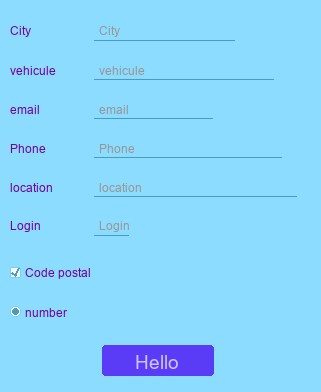 City City
vehicule vehicule
email email
Phone Phone
location location
Login Login
Code postal
number
Hello